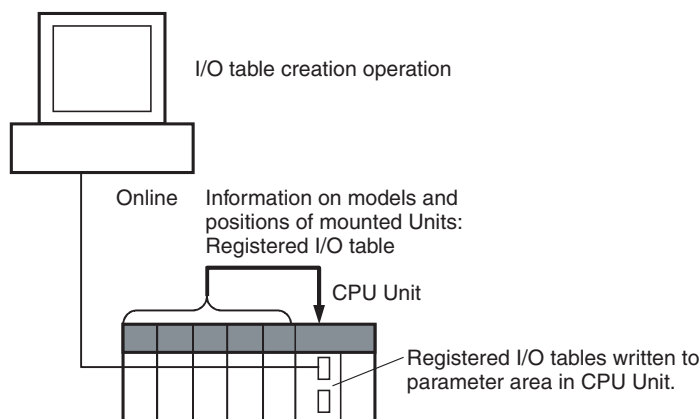 I/O table creation operation
Online
Information on models and
positions of mounted Units:
Registered I/O table
CPU Unit
Registered I/O tables written to
parameter area in CPU Unit.